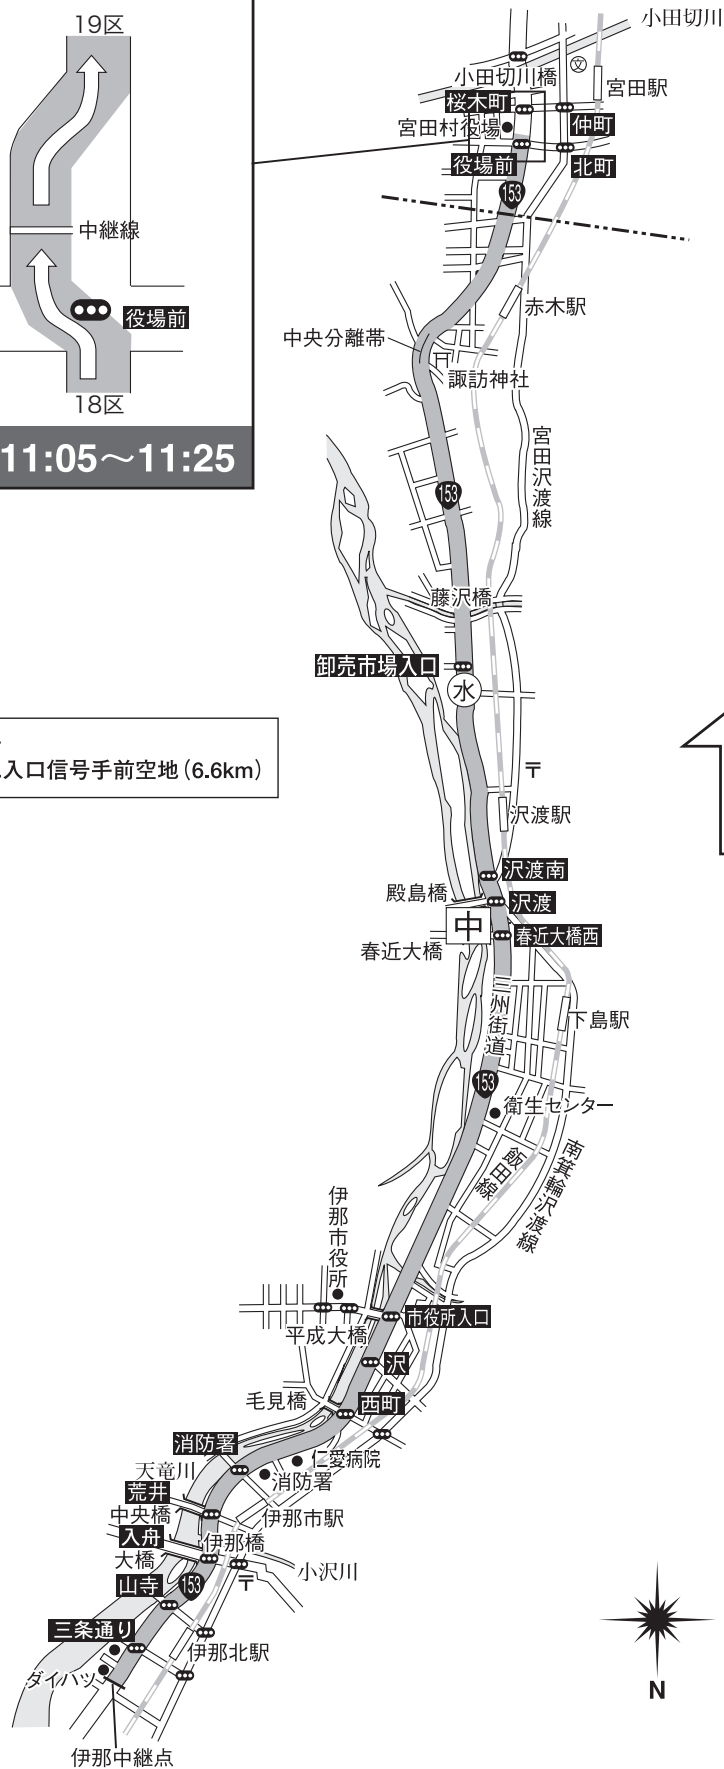 19区
中継線
役場前
18区
11:05～11:25
小田切川
小田切川橋
宮田駅
桜木町
仲町
宮田村役場
役場前
北町
153
赤木駅
中央分離帯
諏訪神社
宮田沢渡線
153
藤沢橋
卸売市場入口
水
入口信号手前空地(6.6km)
〒
沢渡駅
沢渡南
殿島橋
沢渡
中
春近大橋西
春近大橋
三州街道
下島駅
153
衛生センター
飯田線
南箕輪沢渡線
伊那市役所
市役所入口
平成大橋
沢
毛見橋
西町
消防署
仁愛病院
天竜川
消防署
荒井
中央橋
伊那市駅
入舟
伊那橋
大橋
小沢川
山寺
153
〒
三条通り
伊那北駅
ダイハツ
伊那中継点
N